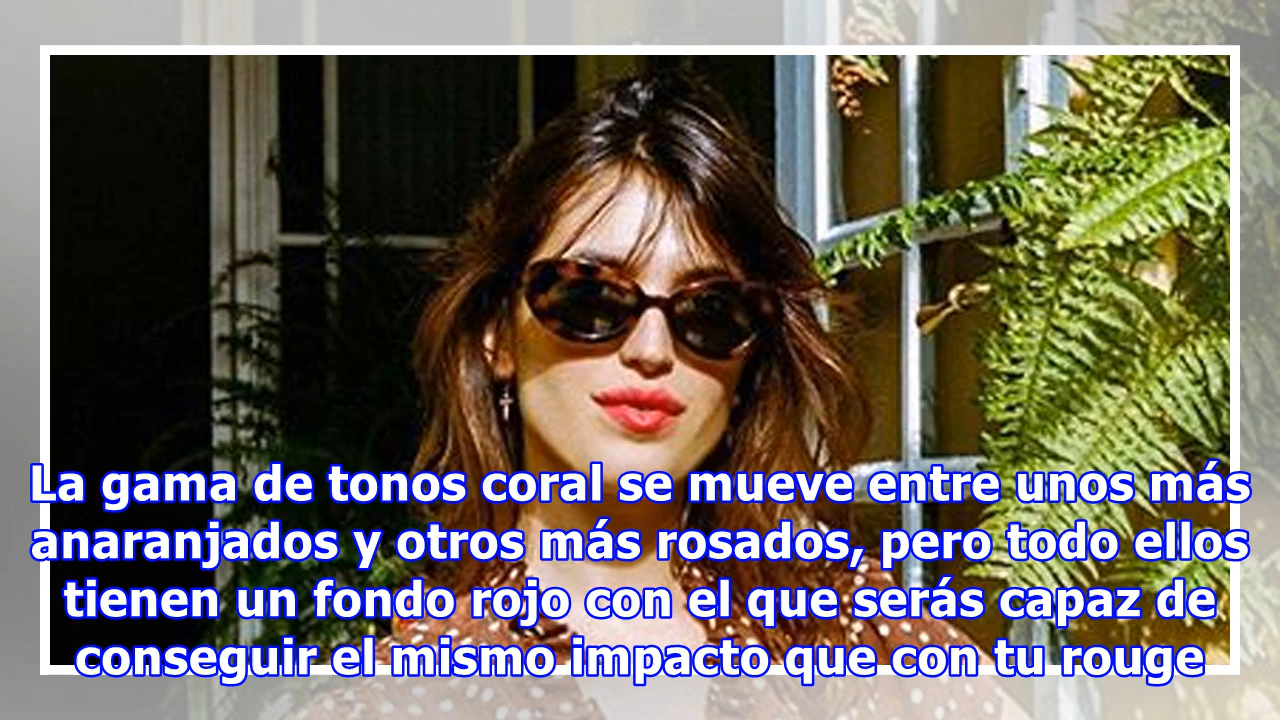 La gama de tonos coral se mueve entre unos más
anaranjados y otros más rosados, pero todo ellos
tienen un fondo rojo con el que serás capaz de
conseguir el mismo impacto que con tu rouge